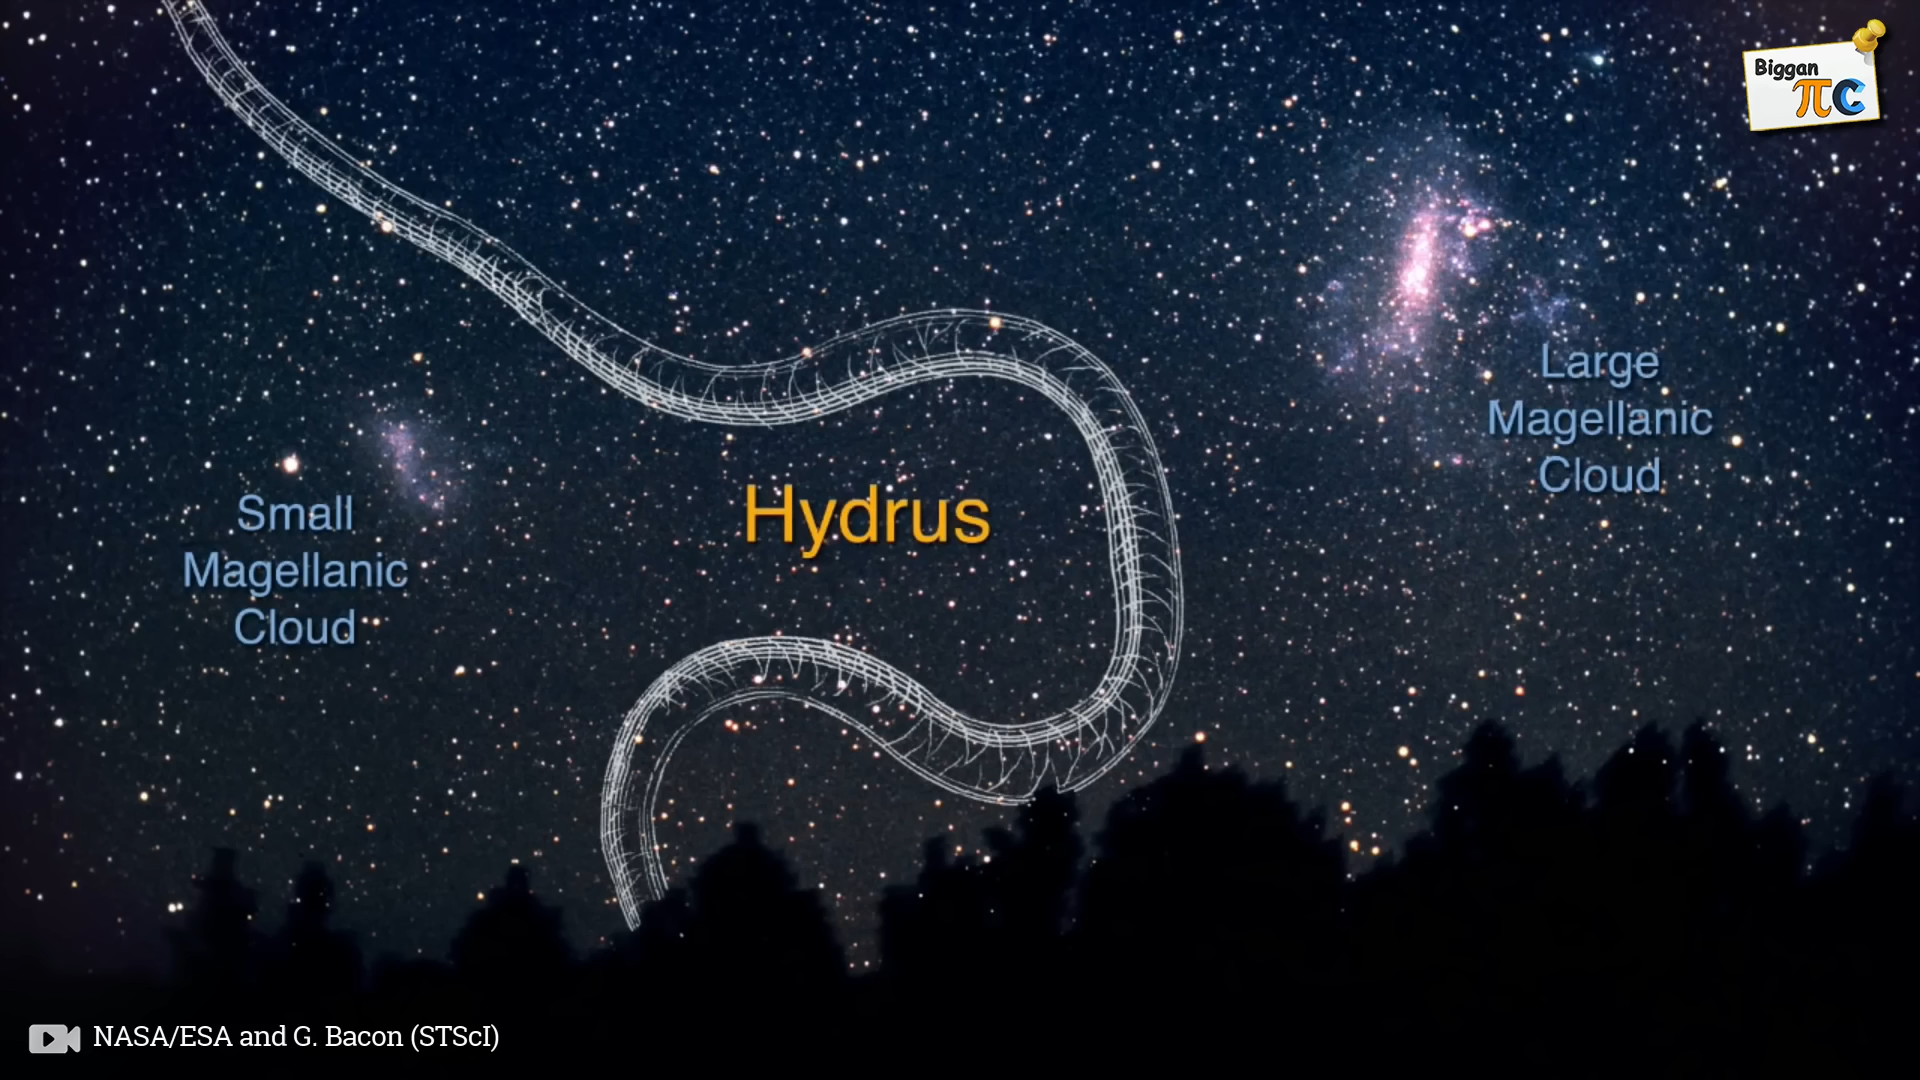 Biggan
πC
Large
Magellanic
Cloud
Hydrus
Small
Magellanic
Cloud
NASA/ESA and G. Bacon (STScI)